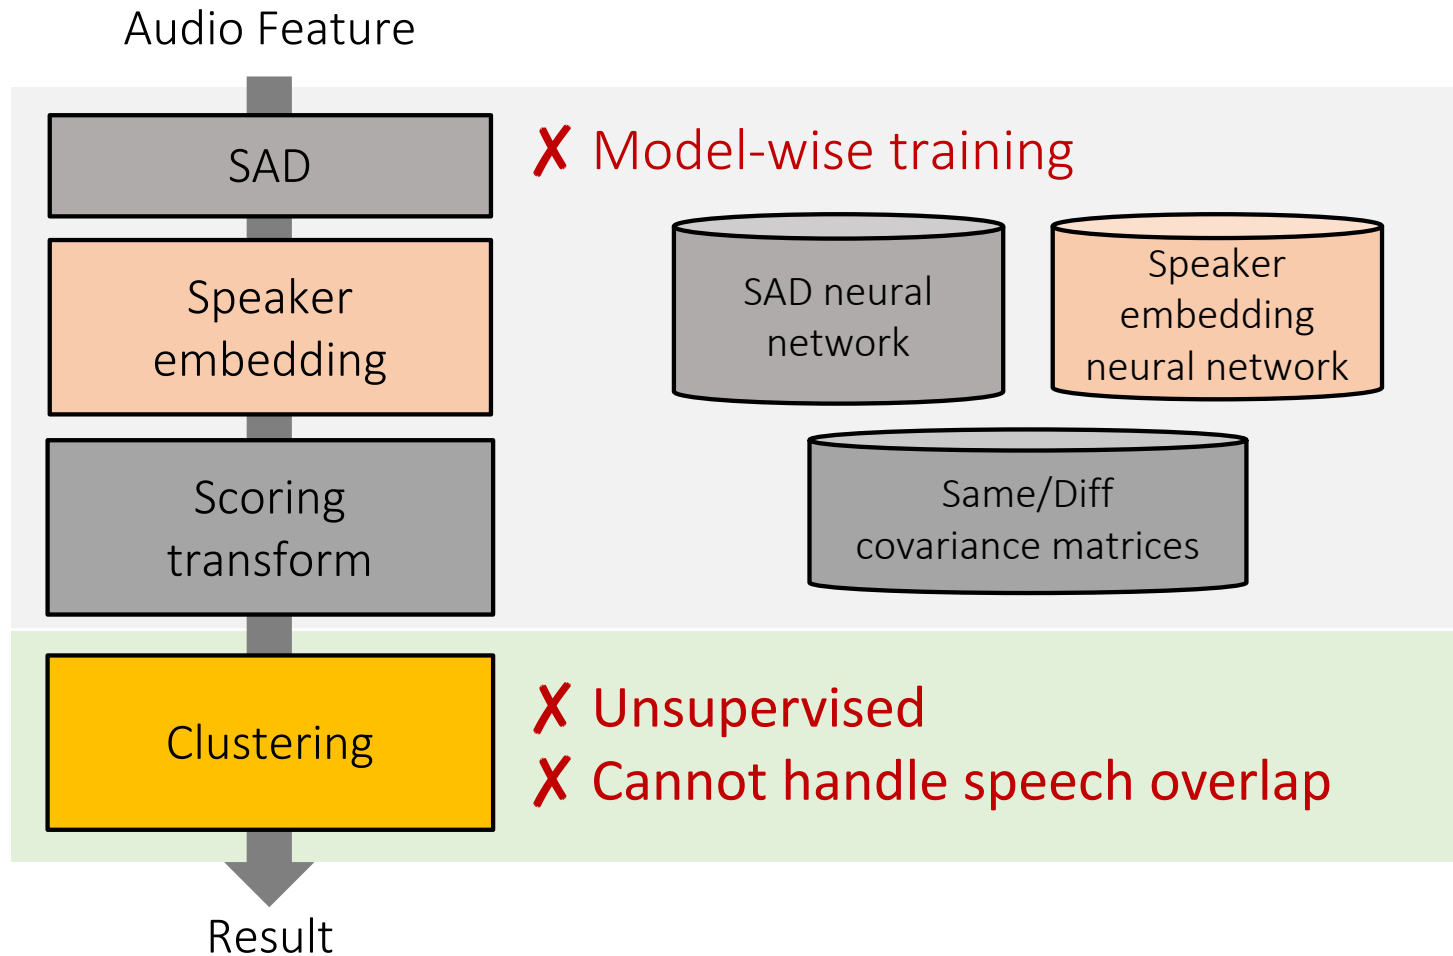 Audio Feature
SAD
✗ Model-wise training
Speaker
embedding
SAD neural
network
Speaker
embedding
neural network
Scoring
transform
Same/Diff
covariance matrices
Clustering
✗ Unsupervised
✗ Cannot handle speech overlap
Result